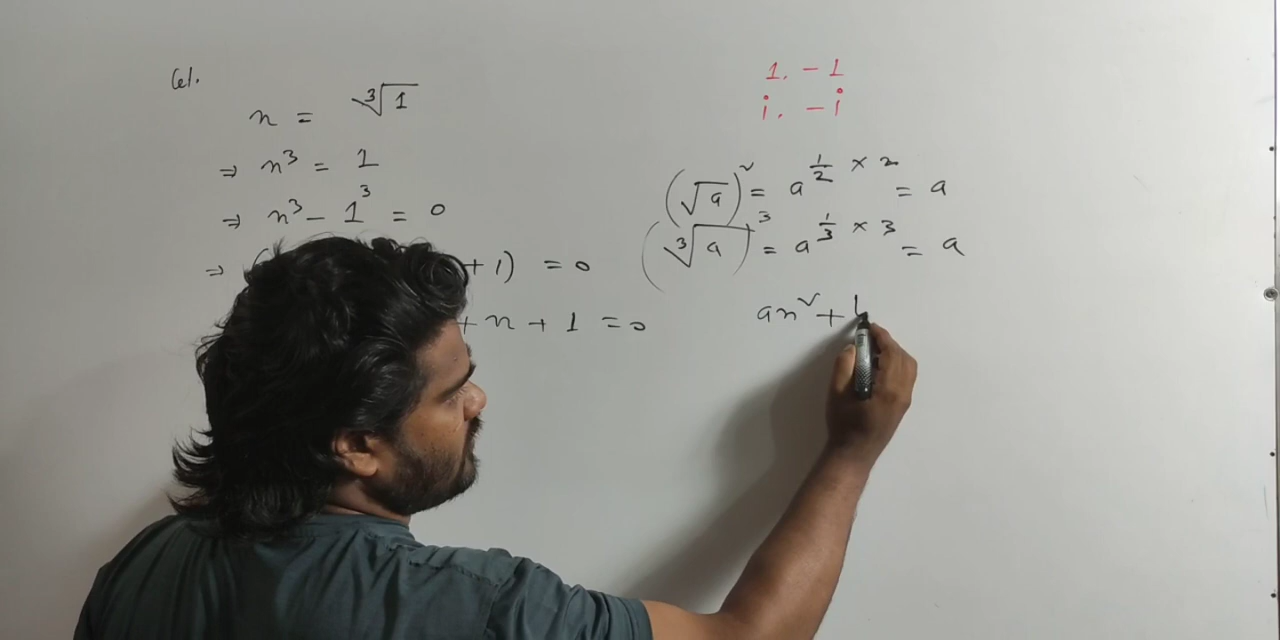 Let.
x = ∛1
⇒ x³ = 1
⇒ x³ - 1³ = 0
⇒ ( + 1) = 0
+ x + 1 = 0
1, -1
i, -i
(√a)² = a^{1/2 × 2} = a
(∛a)³ = a^{1/3 × 3} = a
ax² +